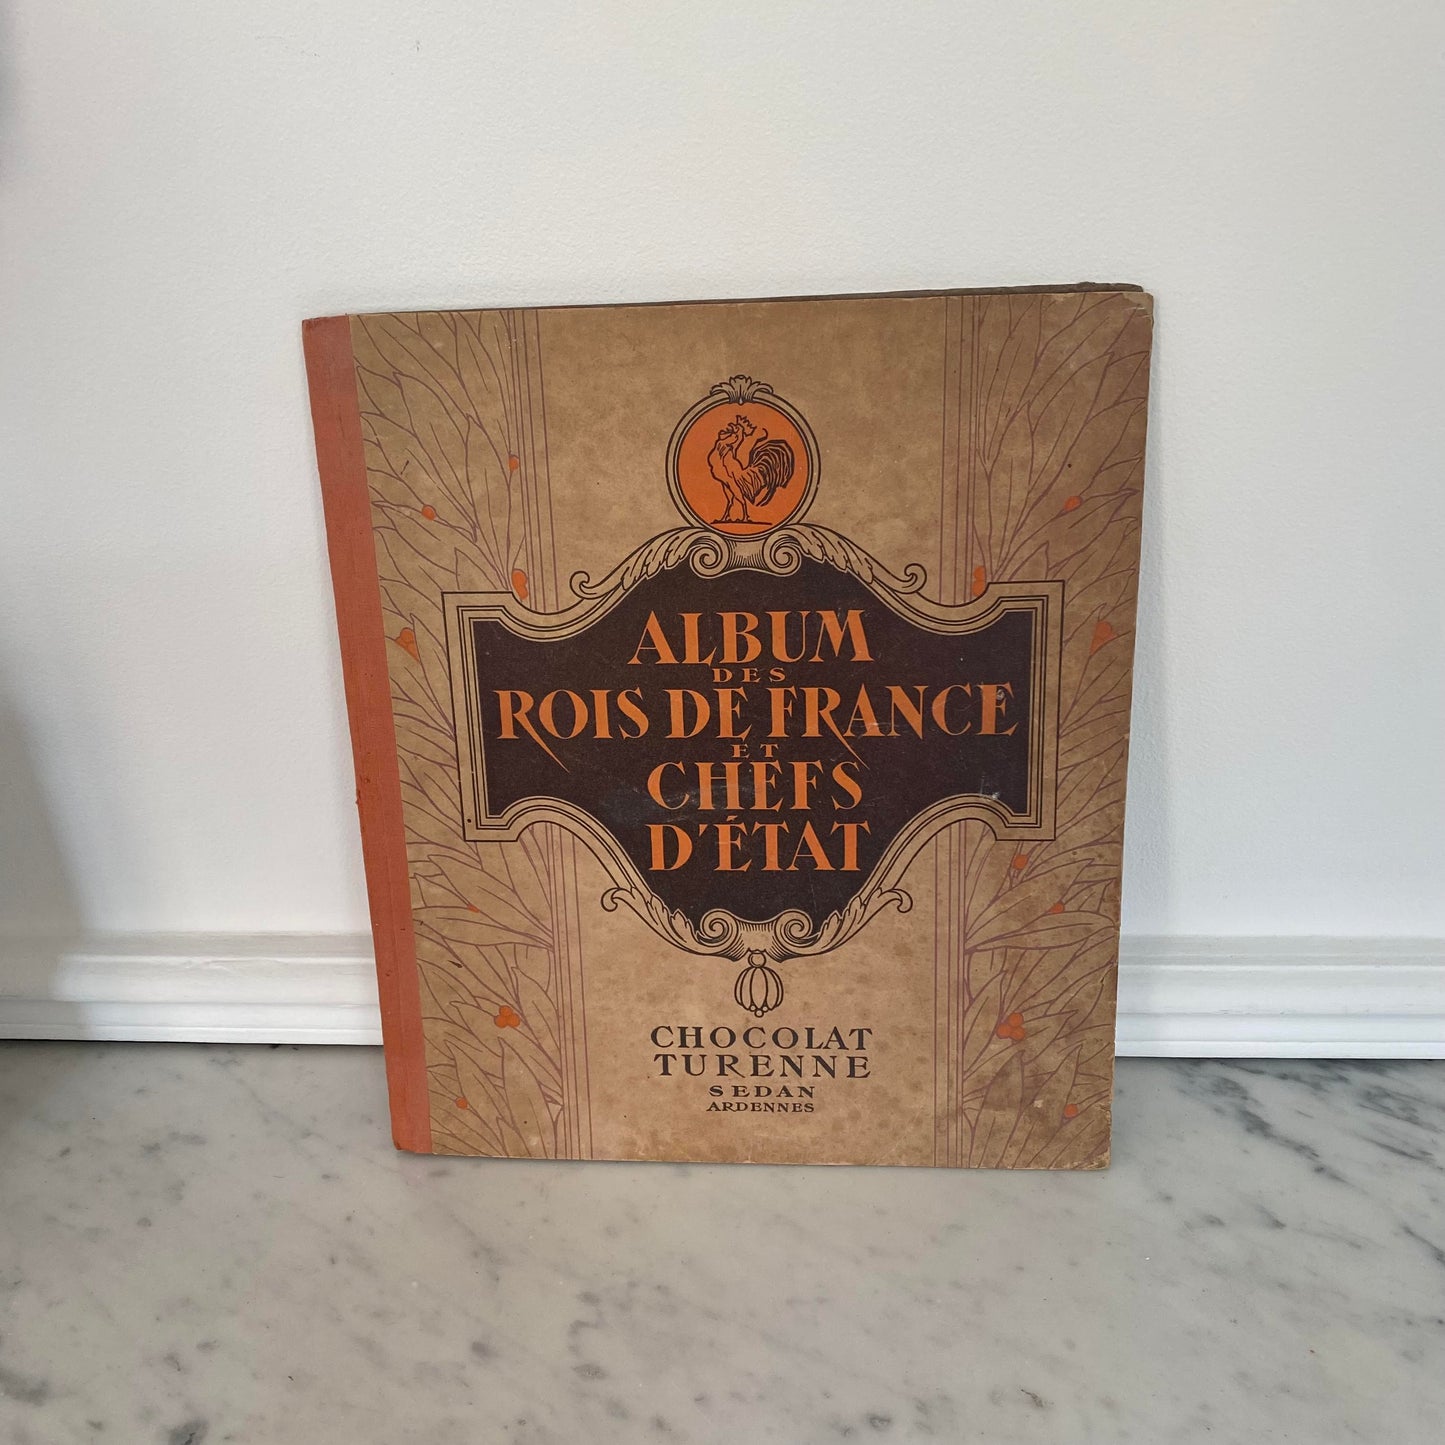 ALBUM
DES
ROIS DE FRANCE
ET
CHEFS
D'ÉTAT
CHOCOLAT
TURENNE
SEDAN
ARDENNES